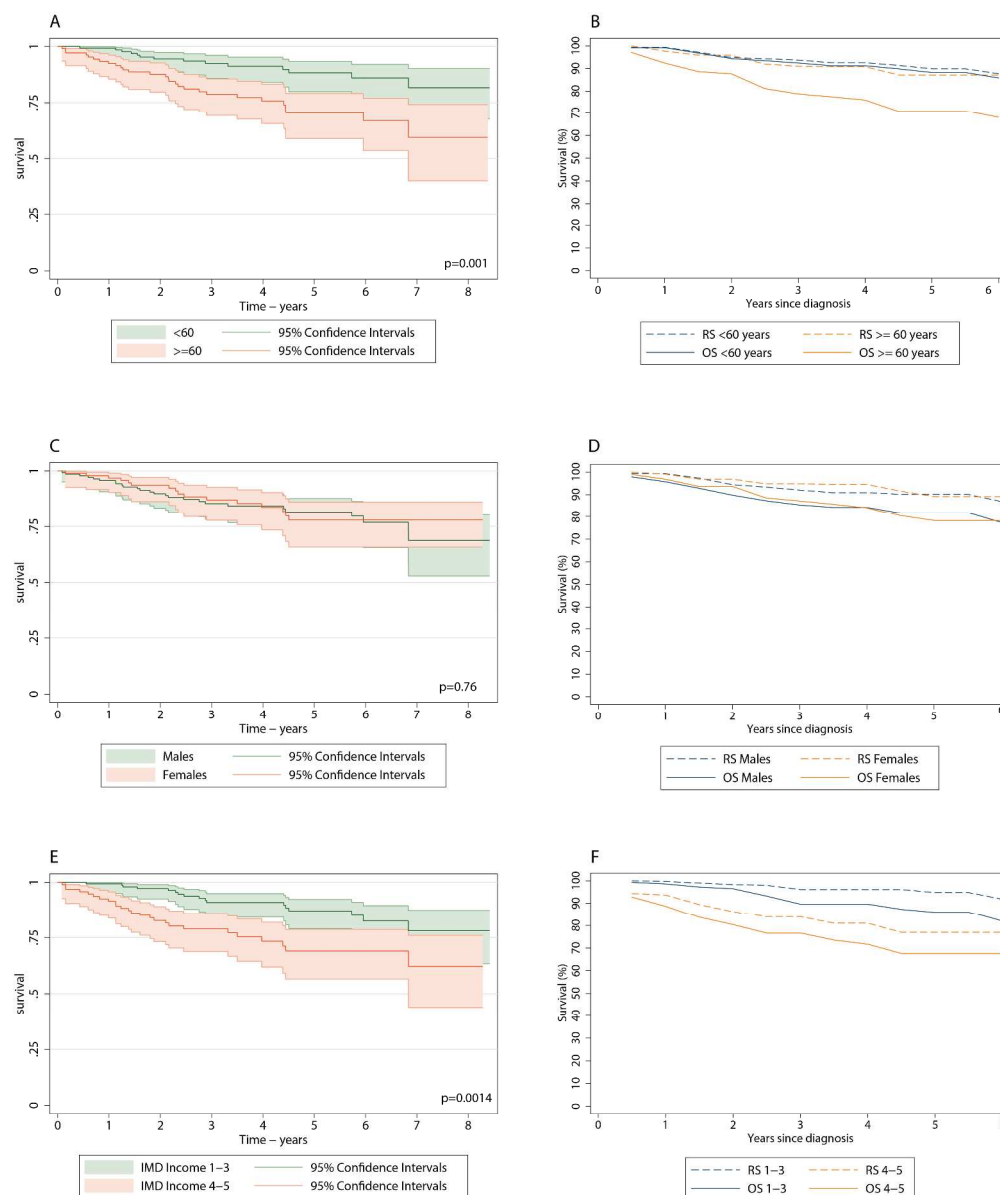 A
survival
1
.75
.5
.25
0
p=0.001
0 1 2 3 4 5 6 7 8
Time – years
<60 95% Confidence Intervals
>=60 95% Confidence Intervals
B
Survival (%)
100
90
80
70
60
50
40
30
20
10
0
0 1 2 3 4 5 6
Years since diagnosis
RS <60 years RS >= 60 years
OS <60 years OS >= 60 years
C
survival
1
.75
.5
.25
0
p=0.76
0 1 2 3 4 5 6 7 8
Time – years
Males 95% Confidence Intervals
Females 95% Confidence Intervals
D
Survival (%)
100
90
80
70
60
50
40
30
20
10
0
0 1 2 3 4 5 6
Years since diagnosis
RS Males RS Females
OS Males OS Females
E
survival
1
.75
.5
.25
0
p=0.0014
0 1 2 3 4 5 6 7 8
Time – years
IMD Income 1–3 95% Confidence Intervals
IMD Income 4–5 95% Confidence Intervals
F
Survival (%)
100
90
80
70
60
50
40
30
20
10
0
0 1 2 3 4 5
Years since diagnosis
RS 1–3 RS 4–5
OS 1–3 OS 4–5